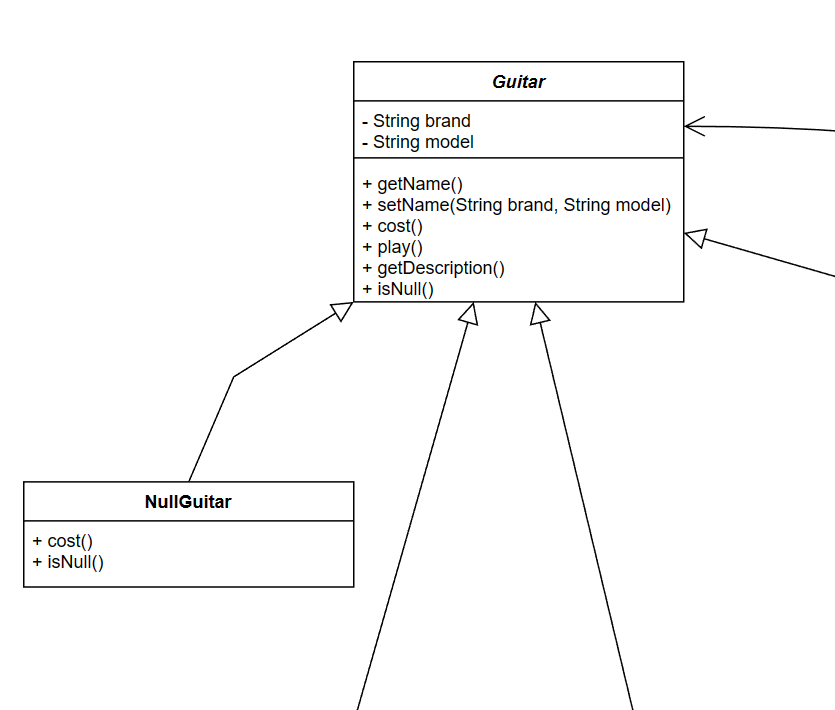 Guitar
- String brand
- String model
+ getName()
+ setName(String brand, String model)
+ cost()
+ play()
+ getDescription()
+ isNull()
NullGuitar
+ cost()
+ isNull()